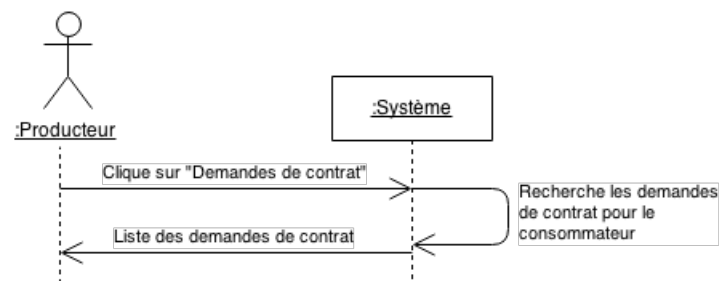 :Producteur
:Système
Clique sur "Demandes de contrat"
Recherche les demandes
de contrat pour le
consommateur
Liste des demandes de contrat